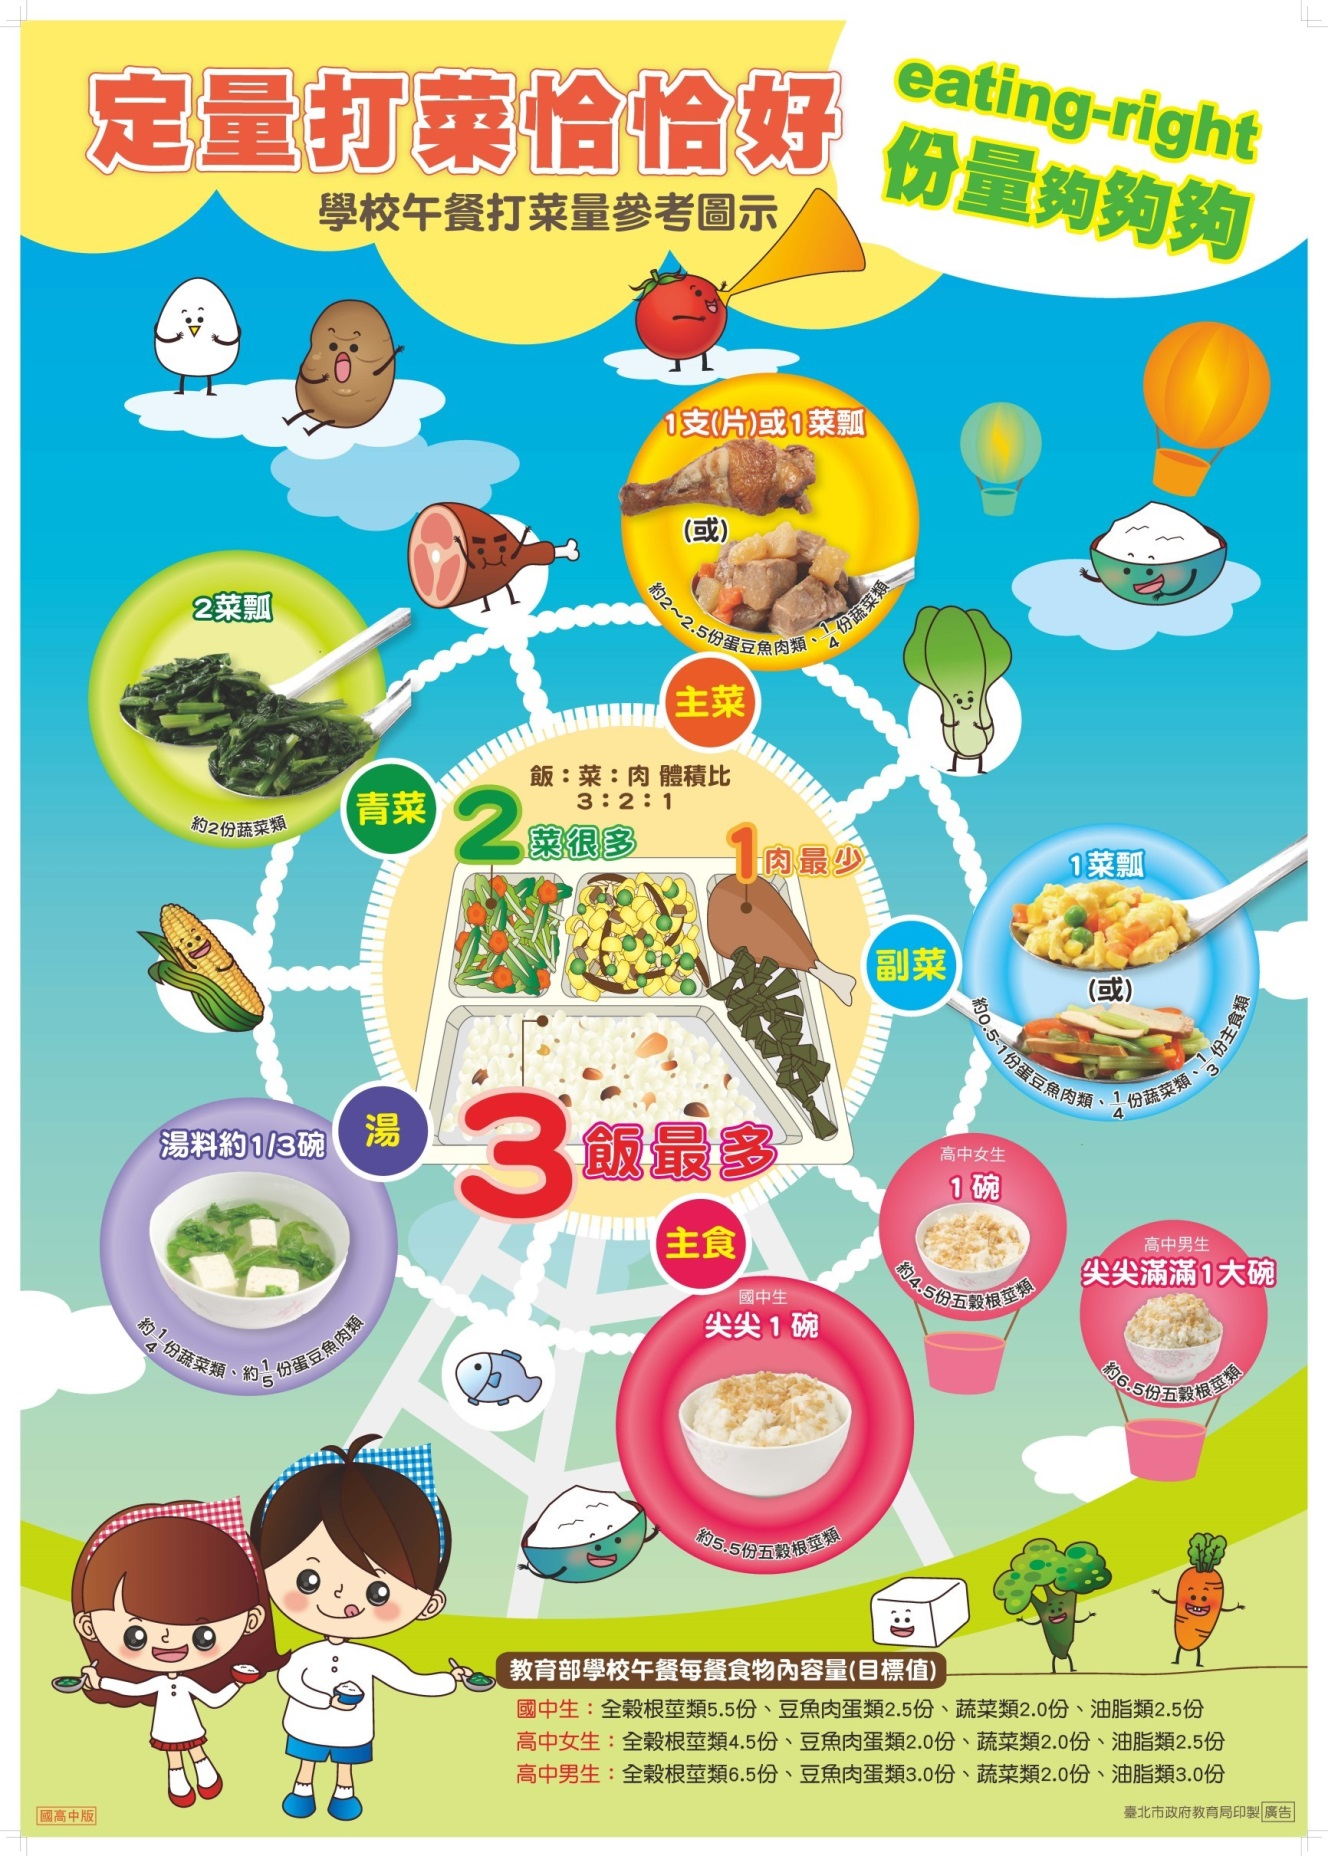 定量打菜恰恰好
學校午餐打菜量參考圖示
eating-right
份量夠夠夠
1支(片)或1菜瓢
(或)
約2～2.5份蛋豆魚肉類、1/4份蔬菜類
主菜
2菜瓢
約2份蔬菜類
青菜
飯：菜：肉 體積比
3：2：1
2菜很多
1肉最少
3飯最多
1菜瓢
(或)
約0.5~1份蛋豆魚肉類、1/4份蔬菜類、1/3份主食類
副菜
湯
湯料約1/3碗
約1/4份蔬菜類、約1/5份蛋豆魚肉類
主食
國中生
尖尖1碗
約5.5份五穀根莖類
高中女生
1碗
約4.5份五穀根莖類
高中男生
尖尖滿滿1大碗
約6.5份五穀根莖類
教育部學校午餐每餐食物內容量(目標值)
國中生：全穀根莖類5.5份、豆魚肉蛋類2.5份、蔬菜類2.0份、油脂類2.5份
高中女生：全穀根莖類4.5份、豆魚肉蛋類2.0份、蔬菜類2.0份、油脂類2.5份
高中男生：全穀根莖類6.5份、豆魚肉蛋類3.0份、蔬菜類2.0份、油脂類3.0份
國高中版
臺北市政府教育局印製 廣告